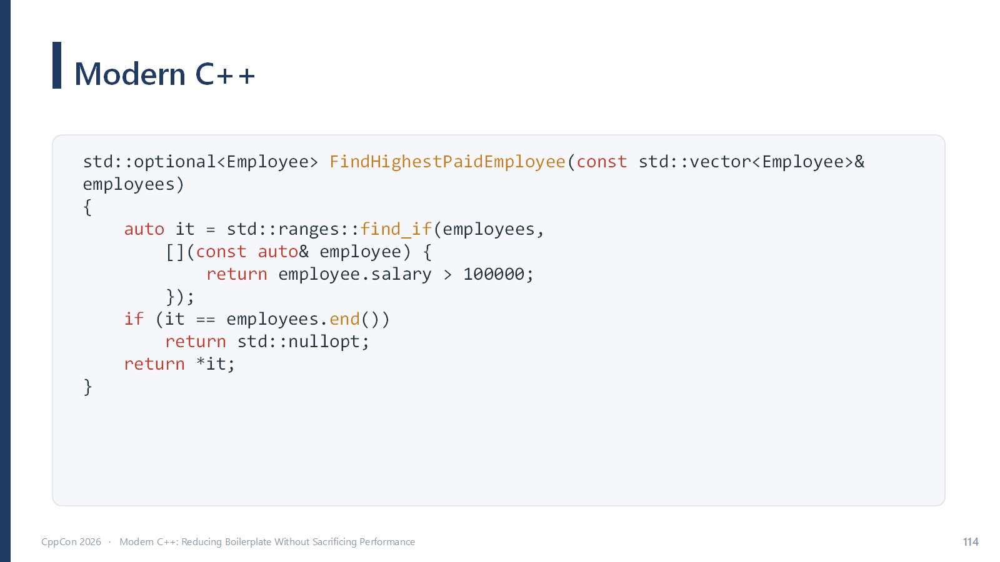 Modern C++
std::optional<Employee> FindHighestPaidEmployee(const std::vector<Employee>&
employees)
{
    auto it = std::ranges::find_if(employees,
        [](const auto& employee) {
            return employee.salary > 100000;
        });
    if (it == employees.end())
        return std::nullopt;
    return *it;
}
CppCon 2026 · Modern C++: Reducing Boilerplate Without Sacrificing Performance
114